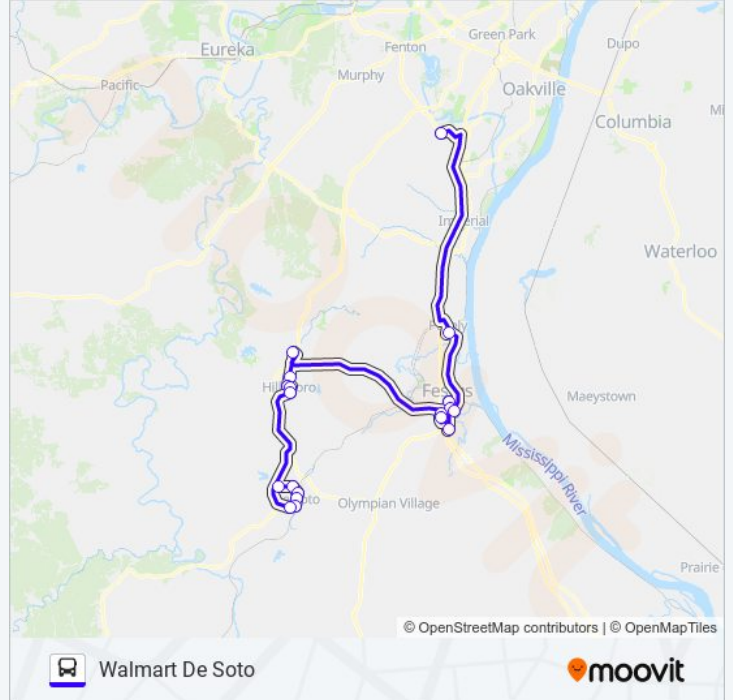 Green Park
Dupo
Fenton
Eureka
Murphy
Pacific
Oakville
Columbia
Mi
Imperial
Waterloo
Maeystown
Mississippi River
Olympian Village
Prairie
© OpenStreetMap contributors | © OpenMapTiles
Walmart De Soto
moovit